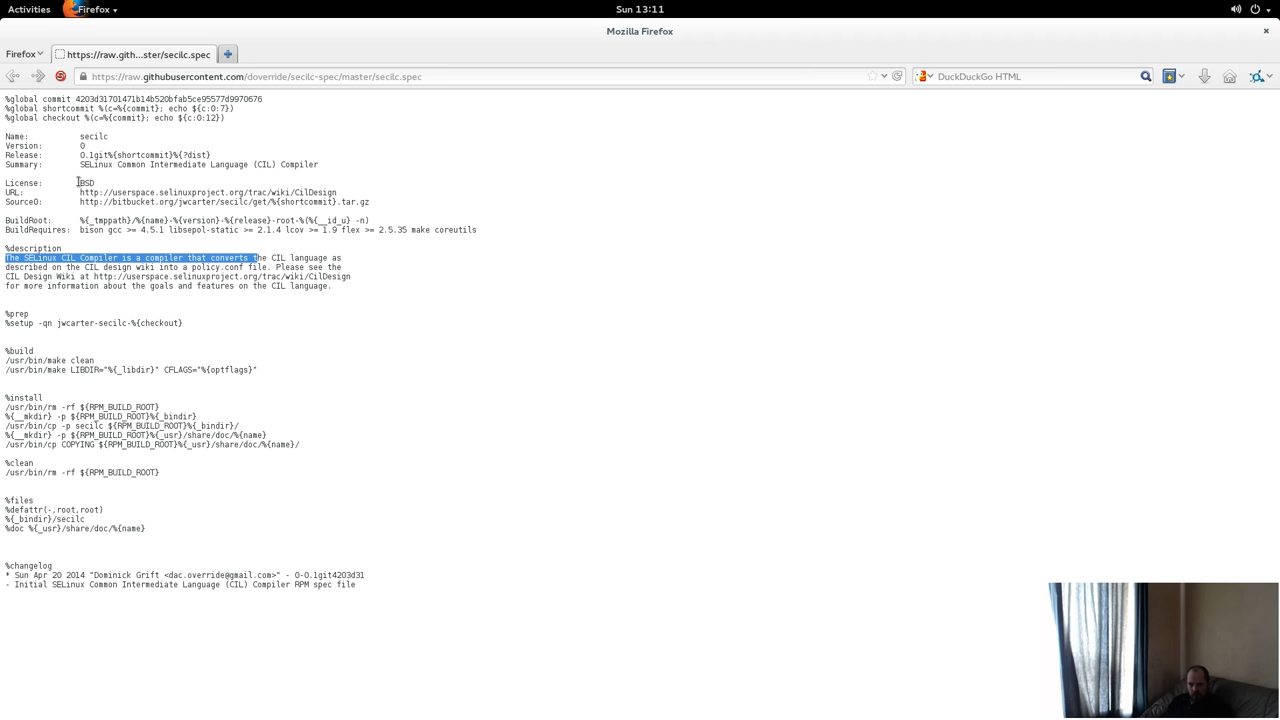 Activities
Firefox
Sun 13:11
Mozilla Firefox
Firefox
https://raw.gith...ster/secilc.spec
https://raw.githubusercontent.com/doverride/secilc-spec/master/secilc.spec
DuckDuckGo HTML
%global commit 4203d31701471b14b520bfab5ce95577d9970676
%global shortcommit %(c=%{commit}; echo ${c:0:7})
%global checkout %(c=%{commit}; echo ${c:0:12})
Name: secilc
Version: 0
Release: 0.1git%{shortcommit}%{?dist}
Summary: SELinux Common Intermediate Language (CIL) Compiler
License: BSD
URL: http://userspace.selinuxproject.org/trac/wiki/CilDesign
Source0: http://bitbucket.org/jwcarter/secilc/get/%{shortcommit}.tar.gz
BuildRoot: %{_tmppath}/%{name}-%{version}-%{release}-root-%(%{__id_u} -n)
BuildRequires: bison gcc >= 4.5.1 libsepol-static >= 2.1.4 lcov >= 1.9 flex >= 2.5.35 make coreutils
%description
The SELinux CIL Compiler is a compiler that converts the CIL language as
described on the CIL design wiki into a policy.conf file. Please see the
CIL Design Wiki at http://userspace.selinuxproject.org/trac/wiki/CilDesign
for more information about the goals and features on the CIL language.
%prep
%setup -qn jwcarter-secilc-%{checkout}
%build
/usr/bin/make clean
/usr/bin/make LIBDIR="%{_libdir}" CFLAGS="%{optflags}"
%install
/usr/bin/rm -rf ${RPM_BUILD_ROOT}
%{__mkdir} -p ${RPM_BUILD_ROOT}%{_bindir}
/usr/bin/cp -p secilc ${RPM_BUILD_ROOT}%{_bindir}/
%{__mkdir} -p ${RPM_BUILD_ROOT}%{_usr}/share/doc/%{name}
/usr/bin/cp COPYING ${RPM_BUILD_ROOT}%{_usr}/share/doc/%{name}/
%clean
/usr/bin/rm -rf ${RPM_BUILD_ROOT}
%files
%defattr(-,root,root)
%{_bindir}/secilc
%doc %{_usr}/share/doc/%{name}
%changelog
* Sun Apr 20 2014 "Dominick Grift <dac.override@gmail.com>" - 0-0.1git4203d31
- Initial SELinux Common Intermediate Language (CIL) Compiler RPM spec file